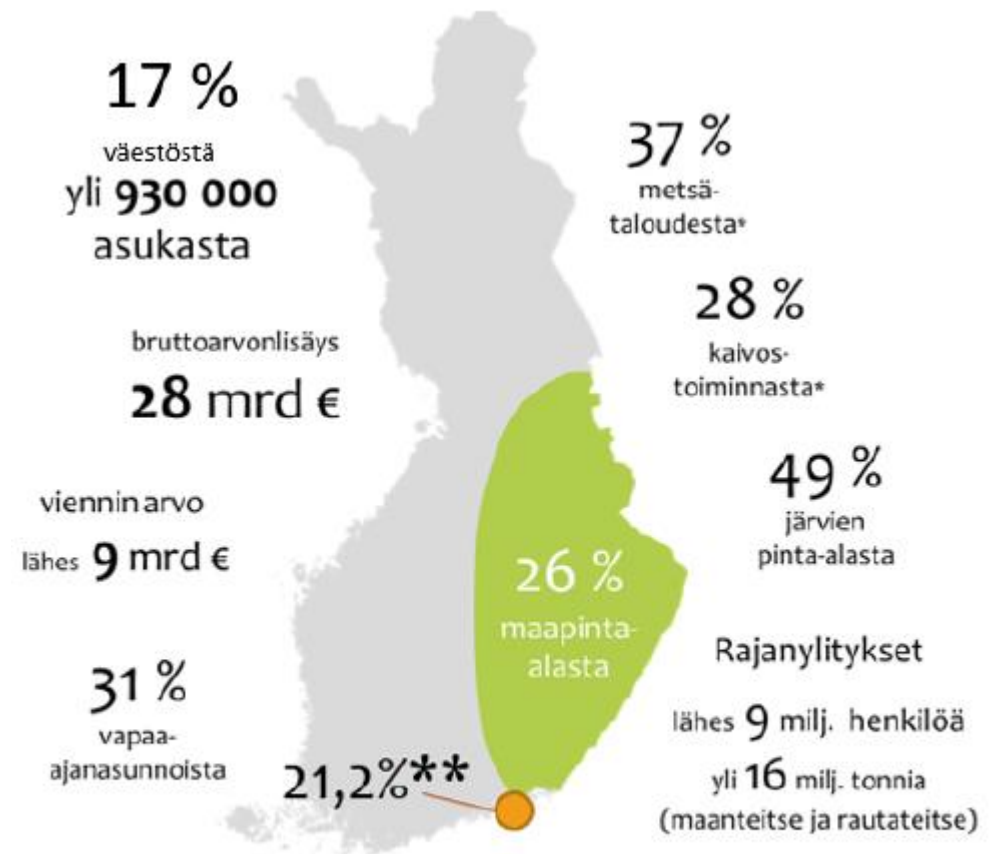 17 %
väestöstä
yli 930 000
asukasta
bruttoarvonlisäys
28 mrd €
viennin arvo
lähes 9 mrd €
31 %
vapaa-
ajanasunnoista
21,2%**
26 %
maapinta-
alasta
37 %
metsä-
taloudesta*
28 %
kaivos-
toiminnasta*
49 %
järvien
pinta-alasta
Rajanylitykset
lähes 9 milj. henkilöä
yli 16 milj. tonnia
(maanteitse ja rautateitse)